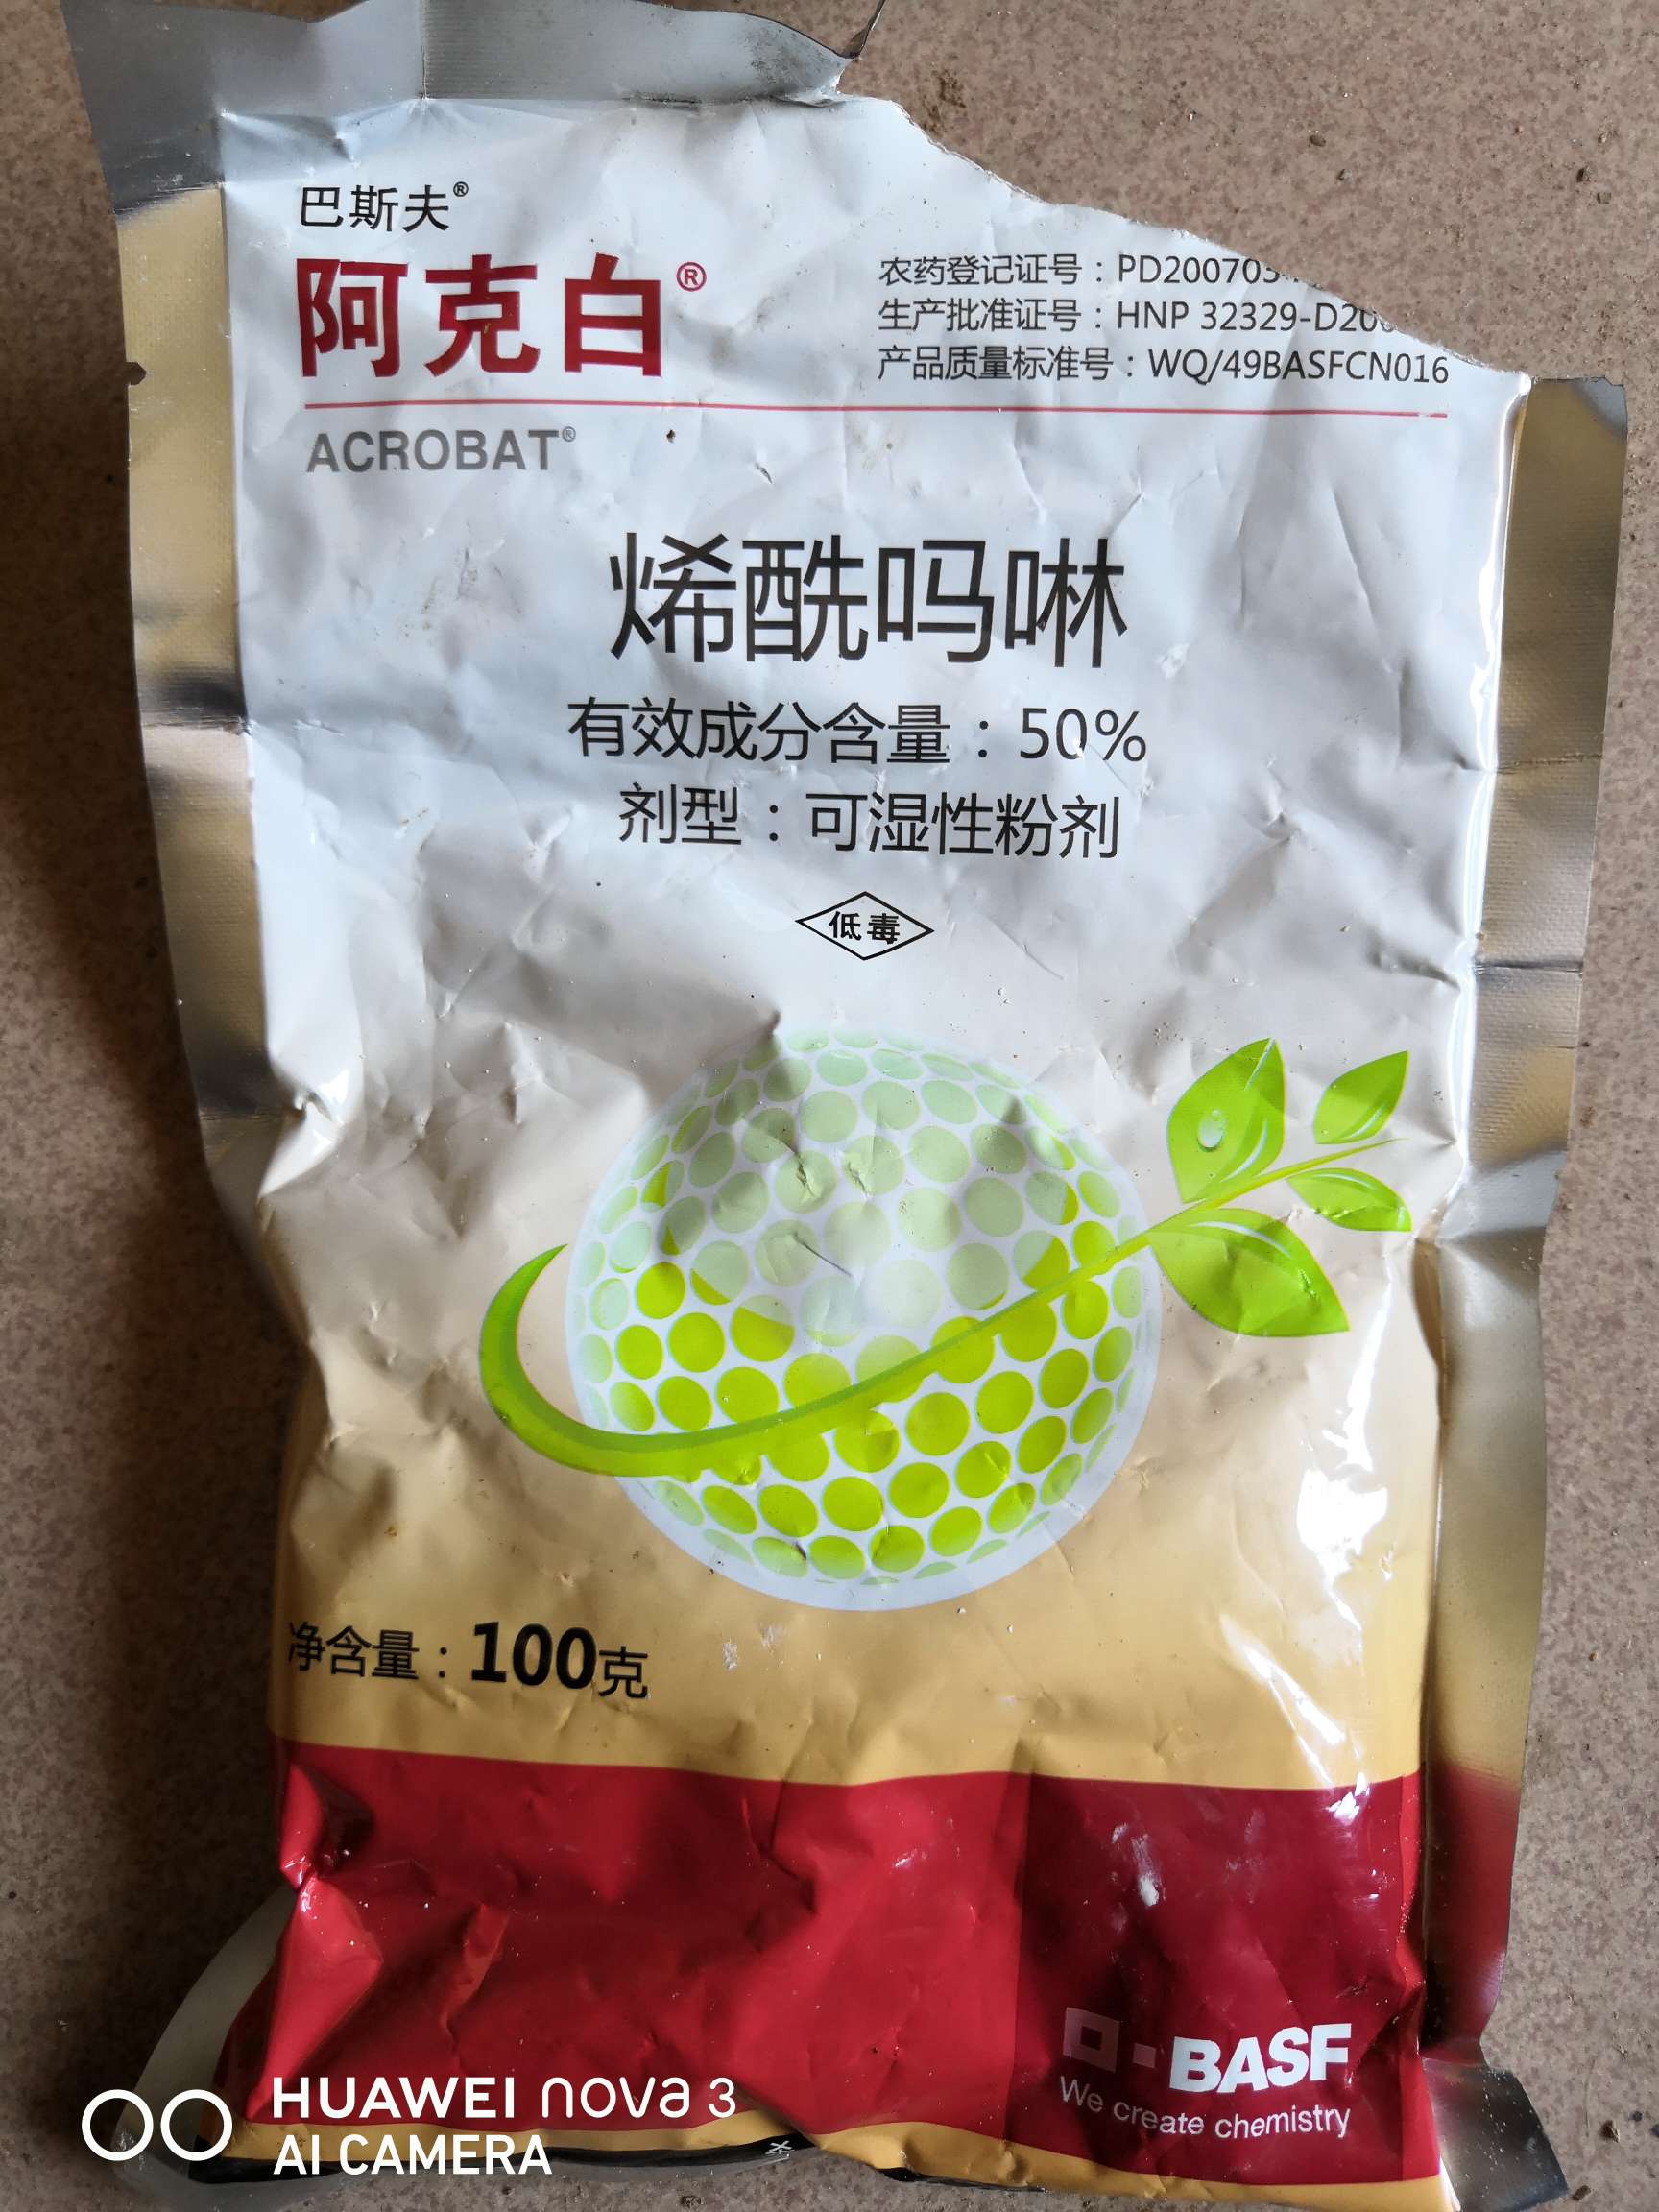 巴斯夫®
阿克白®
农药登记证号：PD200703
生产批准证号：HNP 32329-D20
产品质量标准号：WQ/49BASFCN016
ACROBAT®
烯酰吗啉
有效成分含量：50%
剂型：可湿性粉剂
低毒
净含量：100克
BASF
We create chemistry
HUAWEI nova 3
AI CAMERA